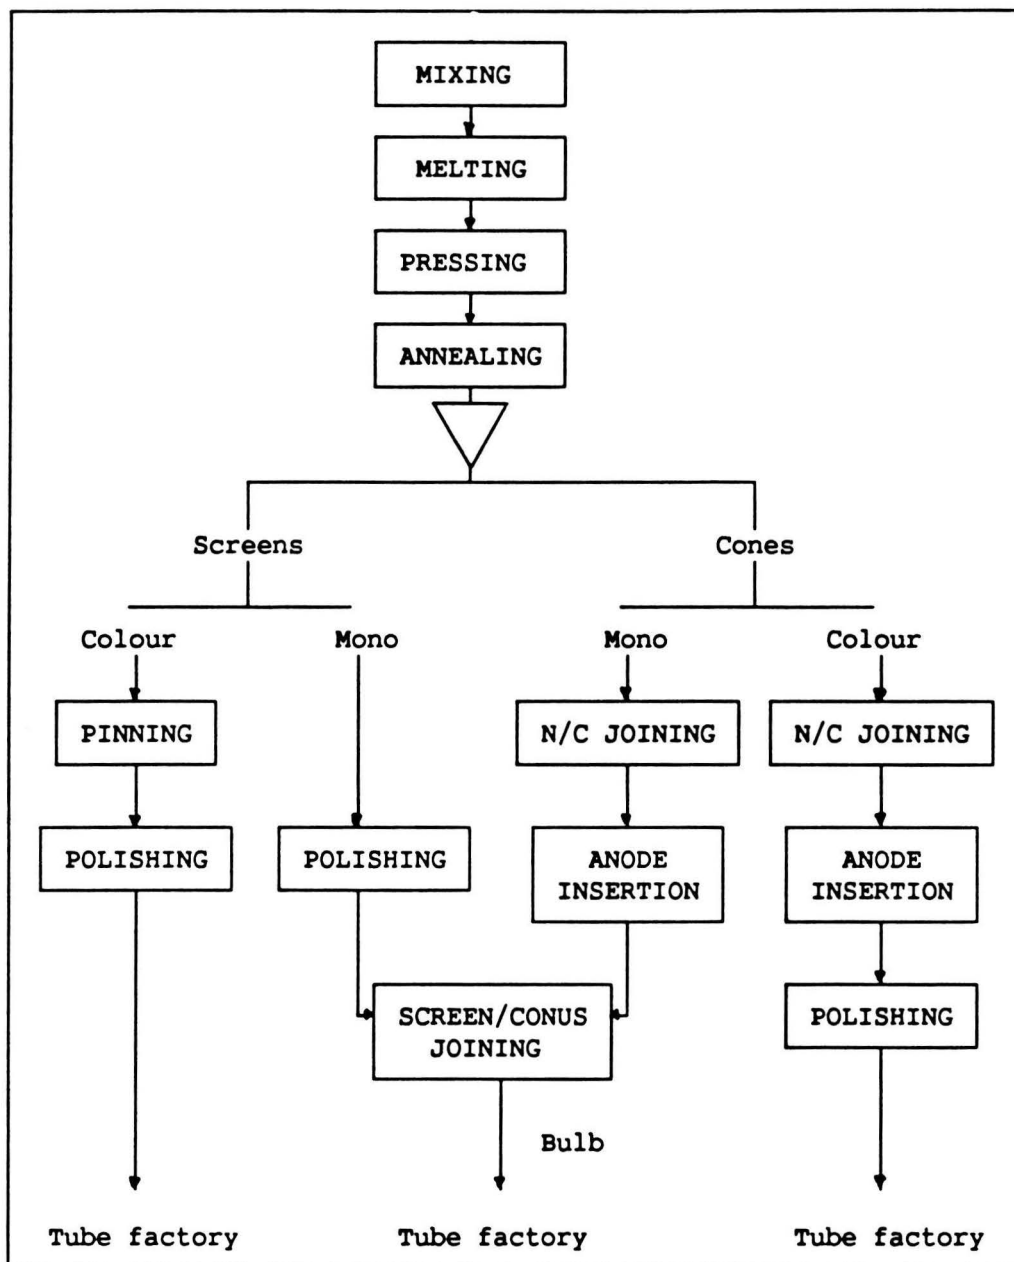 MIXING
MELTING
PRESSING
ANNEALING
Screens
Cones
Colour
Mono
Mono
Colour
PINNING
N/C JOINING
N/C JOINING
POLISHING
POLISHING
ANODE
INSERTION
ANODE
INSERTION
SCREEN/CONUS
JOINING
POLISHING
Bulb
Tube factory
Tube factory
Tube factory